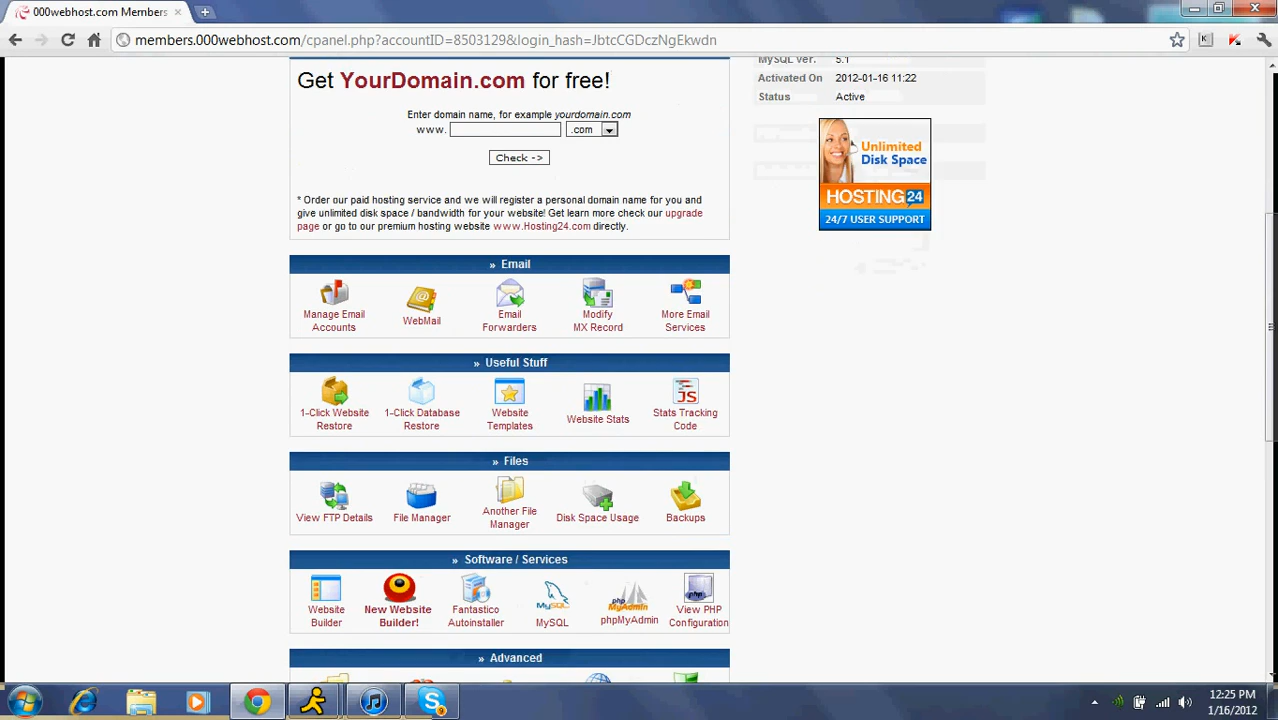 000webhost.com Members
members.000webhost.com/cpanel.php?accountID=8503129&login_hash=JbtcCGDczNgEkwdn
Get YourDomain.com for free!
Enter domain name, for example yourdomain.com
www. .com
Check ->
* Order our paid hosting service and we will register a personal domain name for you and
give unlimited disk space / bandwidth for your website! Get learn more check our upgrade
page or go to our premium hosting website www.Hosting24.com directly.
MySQL ver. 5.1
Activated On 2012-01-16 11:22
Status Active
Unlimited
Disk Space
HOSTING 24
24/7 USER SUPPORT
» Email
Manage Email
Accounts
WebMail
Email
Forwarders
Modify
MX Record
More Email
Services
» Useful Stuff
1-Click Website
Restore
1-Click Database
Restore
Website
Templates
Website Stats
JS
Stats Tracking
Code
» Files
View FTP Details
File Manager
Another File
Manager
Disk Space Usage
Backups
» Software / Services
Website
Builder
New Website
Builder!
Fantastico
Autoinstaller
MySQL
MySQL
php
MyAdmin
phpMyAdmin
php
View PHP
Configuration
» Advanced
12:25 PM
1/16/2012